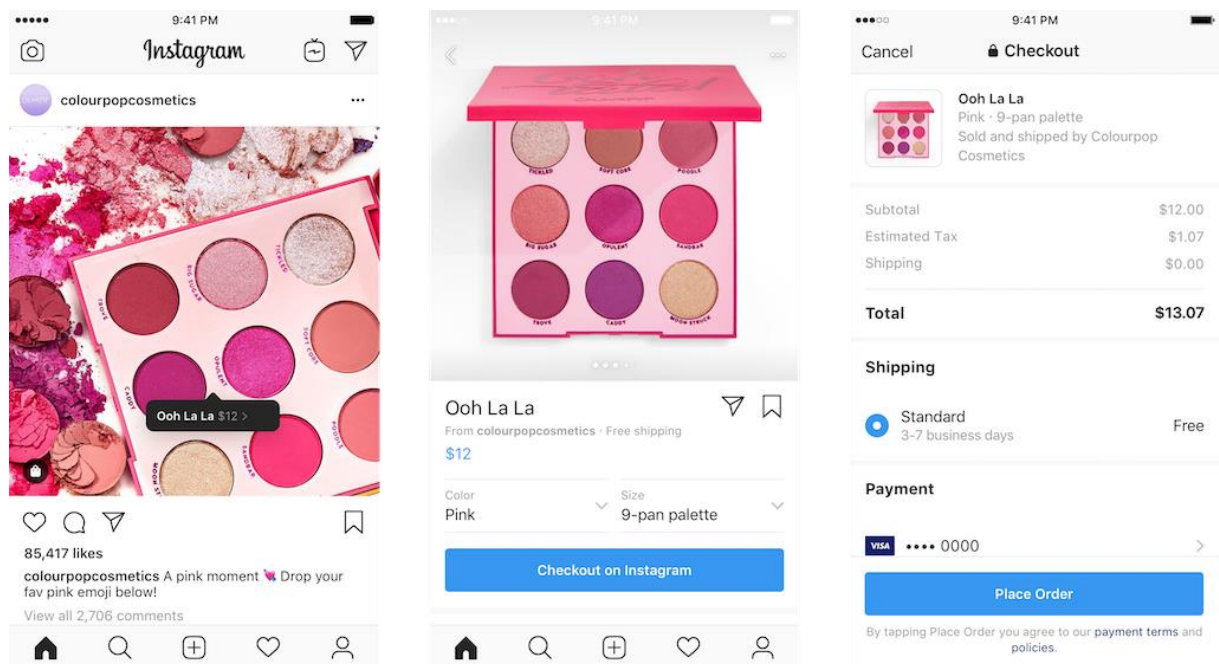 9:41 PM
Instagram
colourpopcosmetics
TROVE
BIG SUGAR
TICKLED
CADDY
OPULENT
SOFT CORE
Ooh La La $12 >
SANDBAR
POODLE
85,417 likes
colourpopcosmetics A pink moment 💘 Drop your
fav pink emoji below!
View all 2,706 comments
9:41 PM
TICKLED
SOFT CORE
POODLE
BIG SUGAR
OPULENT
SANDBAR
TROVE
CADDY
MOON STRUCK
Ooh La La
From colourpopcosmetics · Free shipping
$12
Color
Pink
Size
9-pan palette
Checkout on Instagram
9:41 PM
Cancel
Checkout
Ooh La La
Pink · 9-pan palette
Sold and shipped by Colourpop
Cosmetics
Subtotal $12.00
Estimated Tax $1.07
Shipping $0.00
Total $13.07
Shipping
Standard
3-7 business days
Free
Payment
VISA •••• 0000
Place Order
By tapping Place Order you agree to our payment terms and
policies.